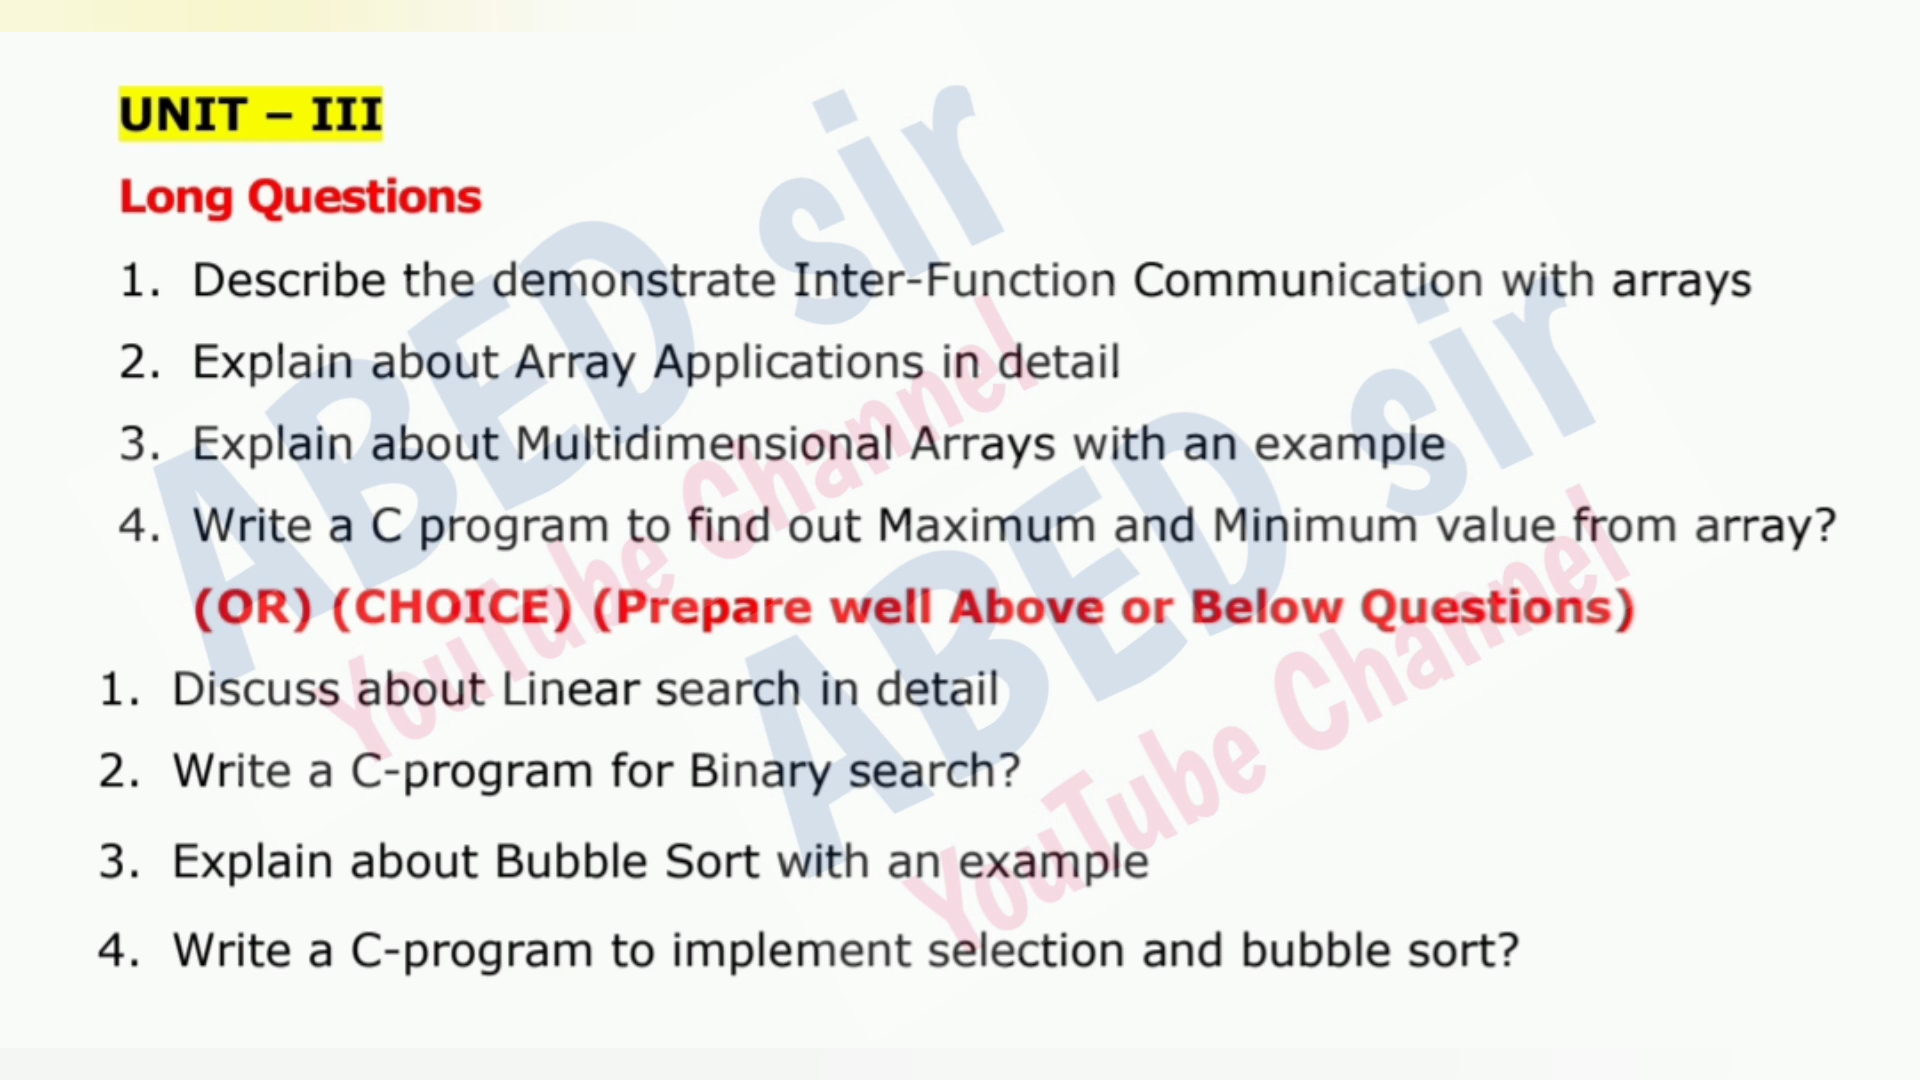 UNIT – III
Long Questions
1. Describe the demonstrate Inter-Function Communication with arrays
2. Explain about Array Applications in detail
3. Explain about Multidimensional Arrays with an example
4. Write a C program to find out Maximum and Minimum value from array?
(OR) (CHOICE) (Prepare well Above or Below Questions)
1. Discuss about Linear search in detail
2. Write a C-program for Binary search?
3. Explain about Bubble Sort with an example
4. Write a C-program to implement selection and bubble sort?
ABED sir
YouTube Channel
ABED sir
YouTube Channel